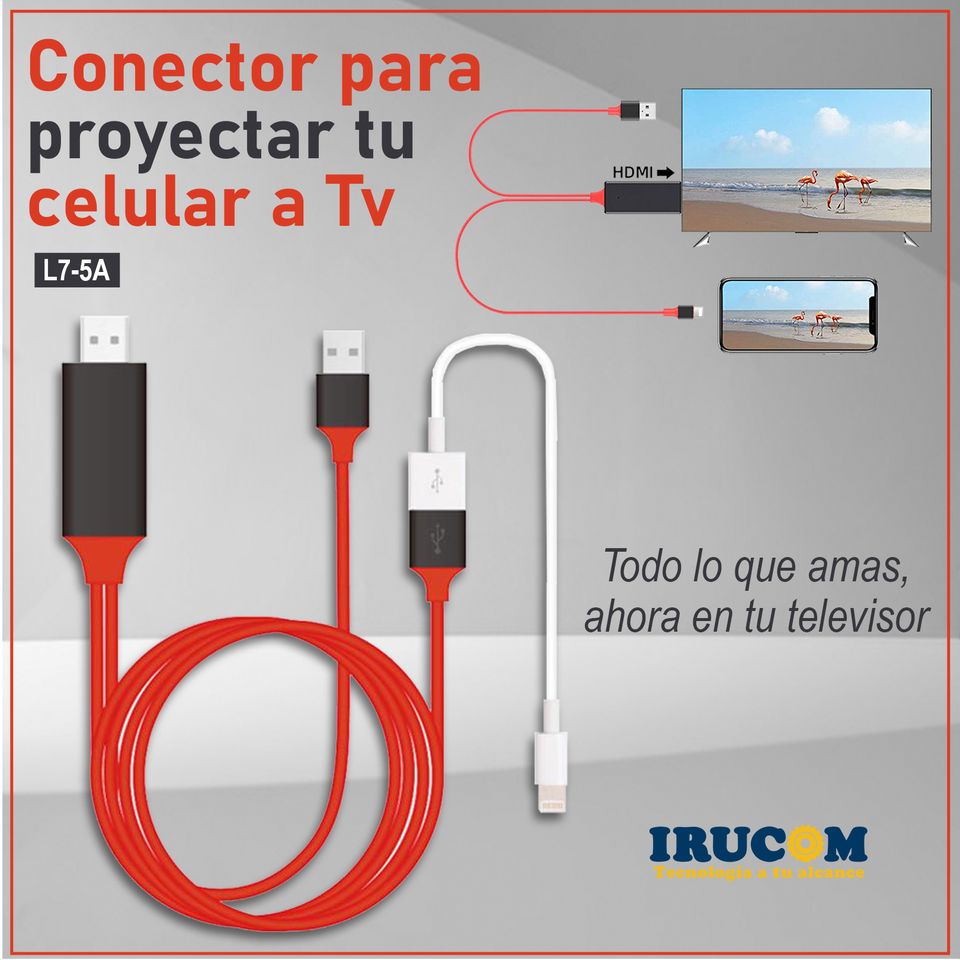 Conector para
proyectar tu
celular a Tv
L7-5A
HDMI
Todo lo que amas,
ahora en tu televisor
IRUCOM
Tecnología a tu alcance